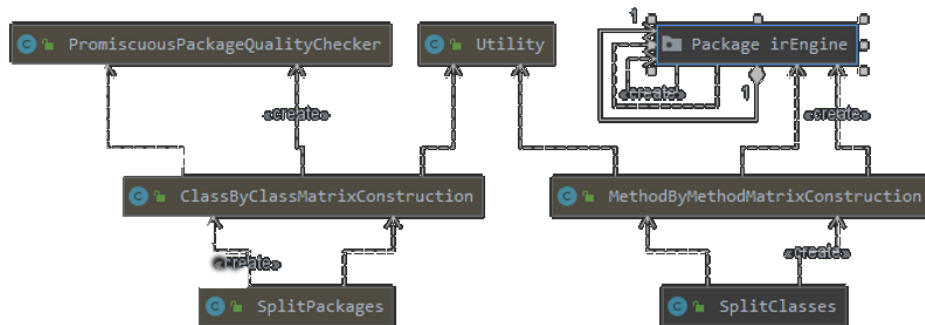 1
PromiscuousPackageQualityChecker
Utility
Package irEngine
«create»
1
«create»
«create»
ClassByClassMatrixConstruction
MethodByMethodMatrixConstruction
«create»
«create»
SplitPackages
SplitClasses